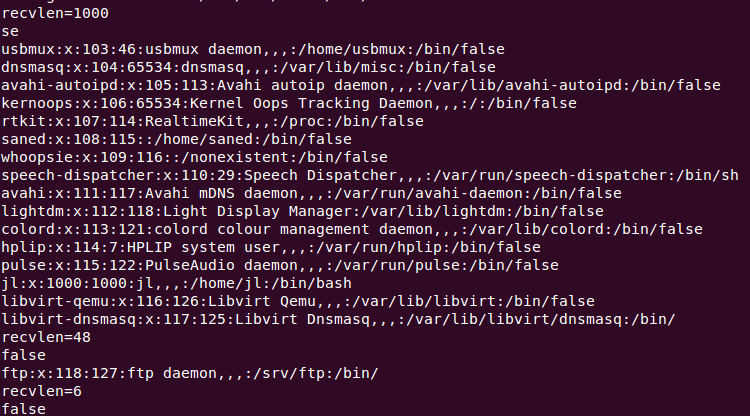 recvlen=1000
se
usbmux:x:103:46:usbmux daemon,,,:/home/usbmux:/bin/false
dnsmasq:x:104:65534:dnsmasq,,,:/var/lib/misc:/bin/false
avahi-autoipd:x:105:113:Avahi autoip daemon,,,:/var/lib/avahi-autoipd:/bin/false
kernoops:x:106:65534:Kernel Oops Tracking Daemon,,,:/:/bin/false
rtkit:x:107:114:RealtimeKit,,,:/proc:/bin/false
saned:x:108:115::/home/saned:/bin/false
whoopsie:x:109:116::/nonexistent:/bin/false
speech-dispatcher:x:110:29:Speech Dispatcher,,,:/var/run/speech-dispatcher:/bin/sh
avahi:x:111:117:Avahi mDNS daemon,,,:/var/run/avahi-daemon:/bin/false
lightdm:x:112:118:Light Display Manager:/var/lib/lightdm:/bin/false
colord:x:113:121:colord colour management daemon,,,:/var/lib/colord:/bin/false
hplip:x:114:7:HPLIP system user,,,:/var/run/hplip:/bin/false
pulse:x:115:122:PulseAudio daemon,,,:/var/run/pulse:/bin/false
jl:x:1000:1000:jl,,,:/home/jl:/bin/bash
libvirt-qemu:x:116:126:Libvirt Qemu,,,:/var/lib/libvirt:/bin/false
libvirt-dnsmasq:x:117:125:Libvirt Dnsmasq,,,:/var/lib/libvirt/dnsmasq:/bin/
recvlen=48
false
ftp:x:118:127:ftp daemon,,,:/srv/ftp:/bin/
recvlen=6
false